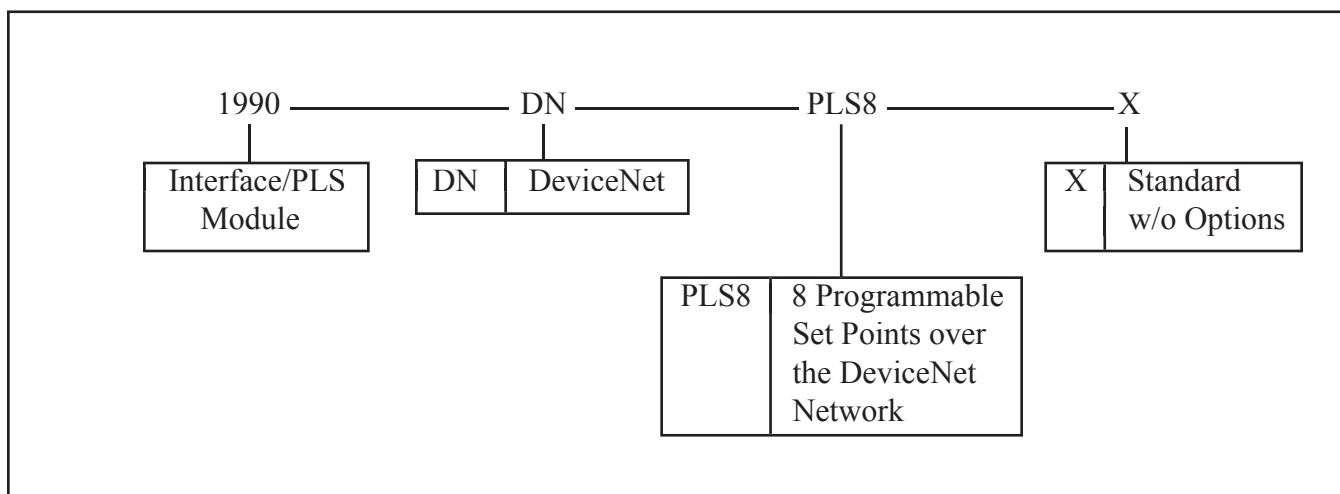 1990 DN PLS8 X
Interface/PLS
Module
DN DeviceNet
X Standard
w/o Options
PLS8 8 Programmable
Set Points over
the DeviceNet
Network